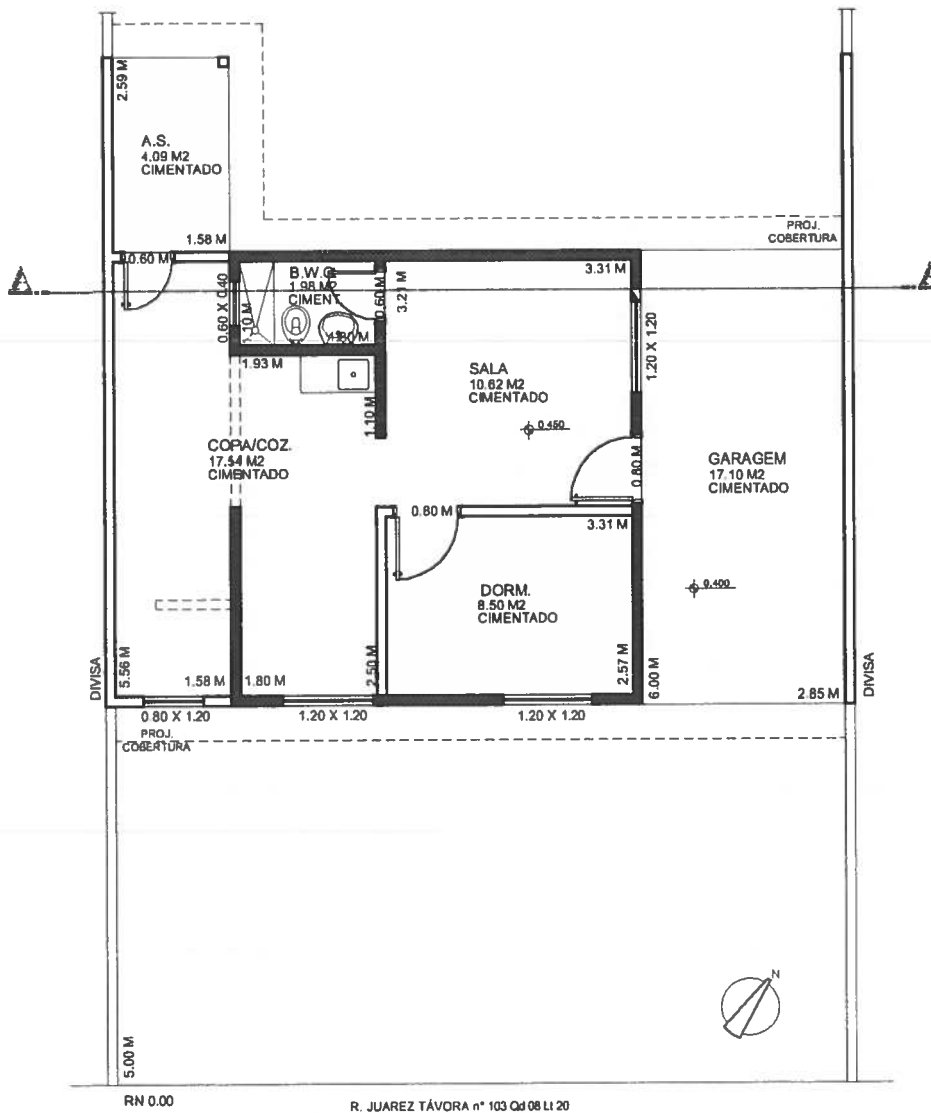 2.59 M
A.S.
4.09 M2
CIMENTADO
1.58 M
0.60 M
PROJ.
COBERTURA
A
A
B.W.C
1.98 M2
CIMENT.
0.60 X 0.40
1.10 M
0.60 M
3.21 M
3.31 M
1.20 X 1.20
1.93 M
1.10 M
SALA
10.62 M2
CIMENTADO
0.450
COPA/COZ.
17.54 M2
CIMENTADO
GARAGEM
17.10 M2
CIMENTADO
0.80 M
0.80 M
3.31 M
DORM.
8.50 M2
CIMENTADO
0.400
DIVISA
5.56 M
1.58 M
1.80 M
2.50 M
2.57 M
6.00 M
2.85 M
DIVISA
0.80 X 1.20
1.20 X 1.20
1.20 X 1.20
PROJ.
COBERTURA
N
5.00 M
RN 0.00
R. JUAREZ TÁVORA n° 103 Qd 08 Lt 20